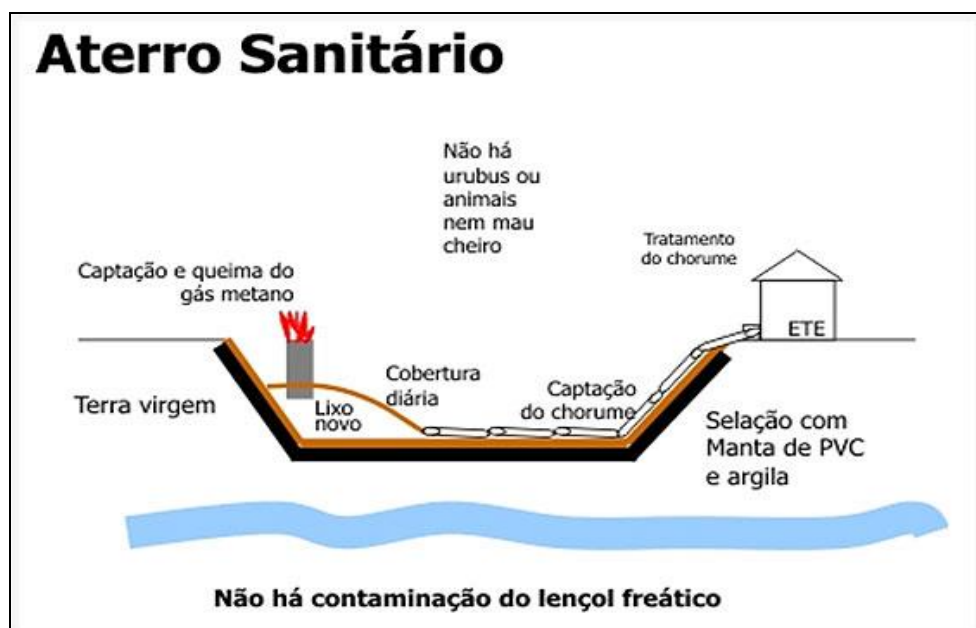 Aterro Sanitário
Não há
urubus ou
animais
nem mau
cheiro
Tratamento
do chorume
Captação e queima do
gás metano
ETE
Cobertura
diária
Captação
do chorume
Terra virgem
Lixo
novo
Selação com
Manta de PVC
e argila
Não há contaminação do lençol freático